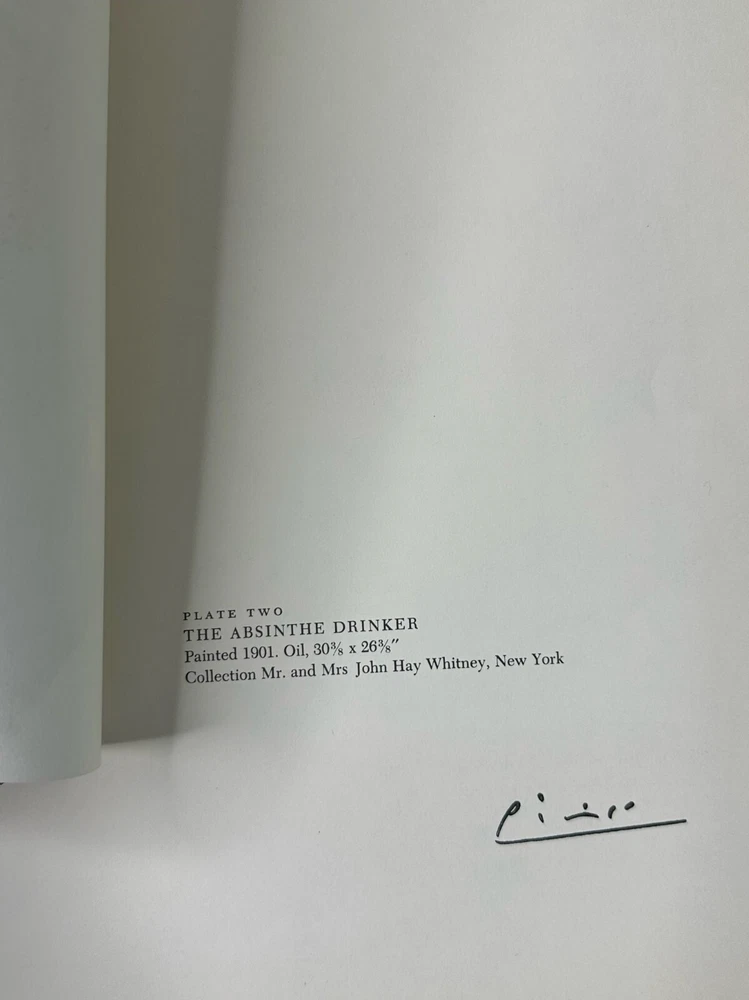 PLATE TWO
THE ABSINTHE DRINKER
Painted 1901. Oil, 30⅜ x 26⅜″
Collection Mr. and Mrs John Hay Whitney, New York